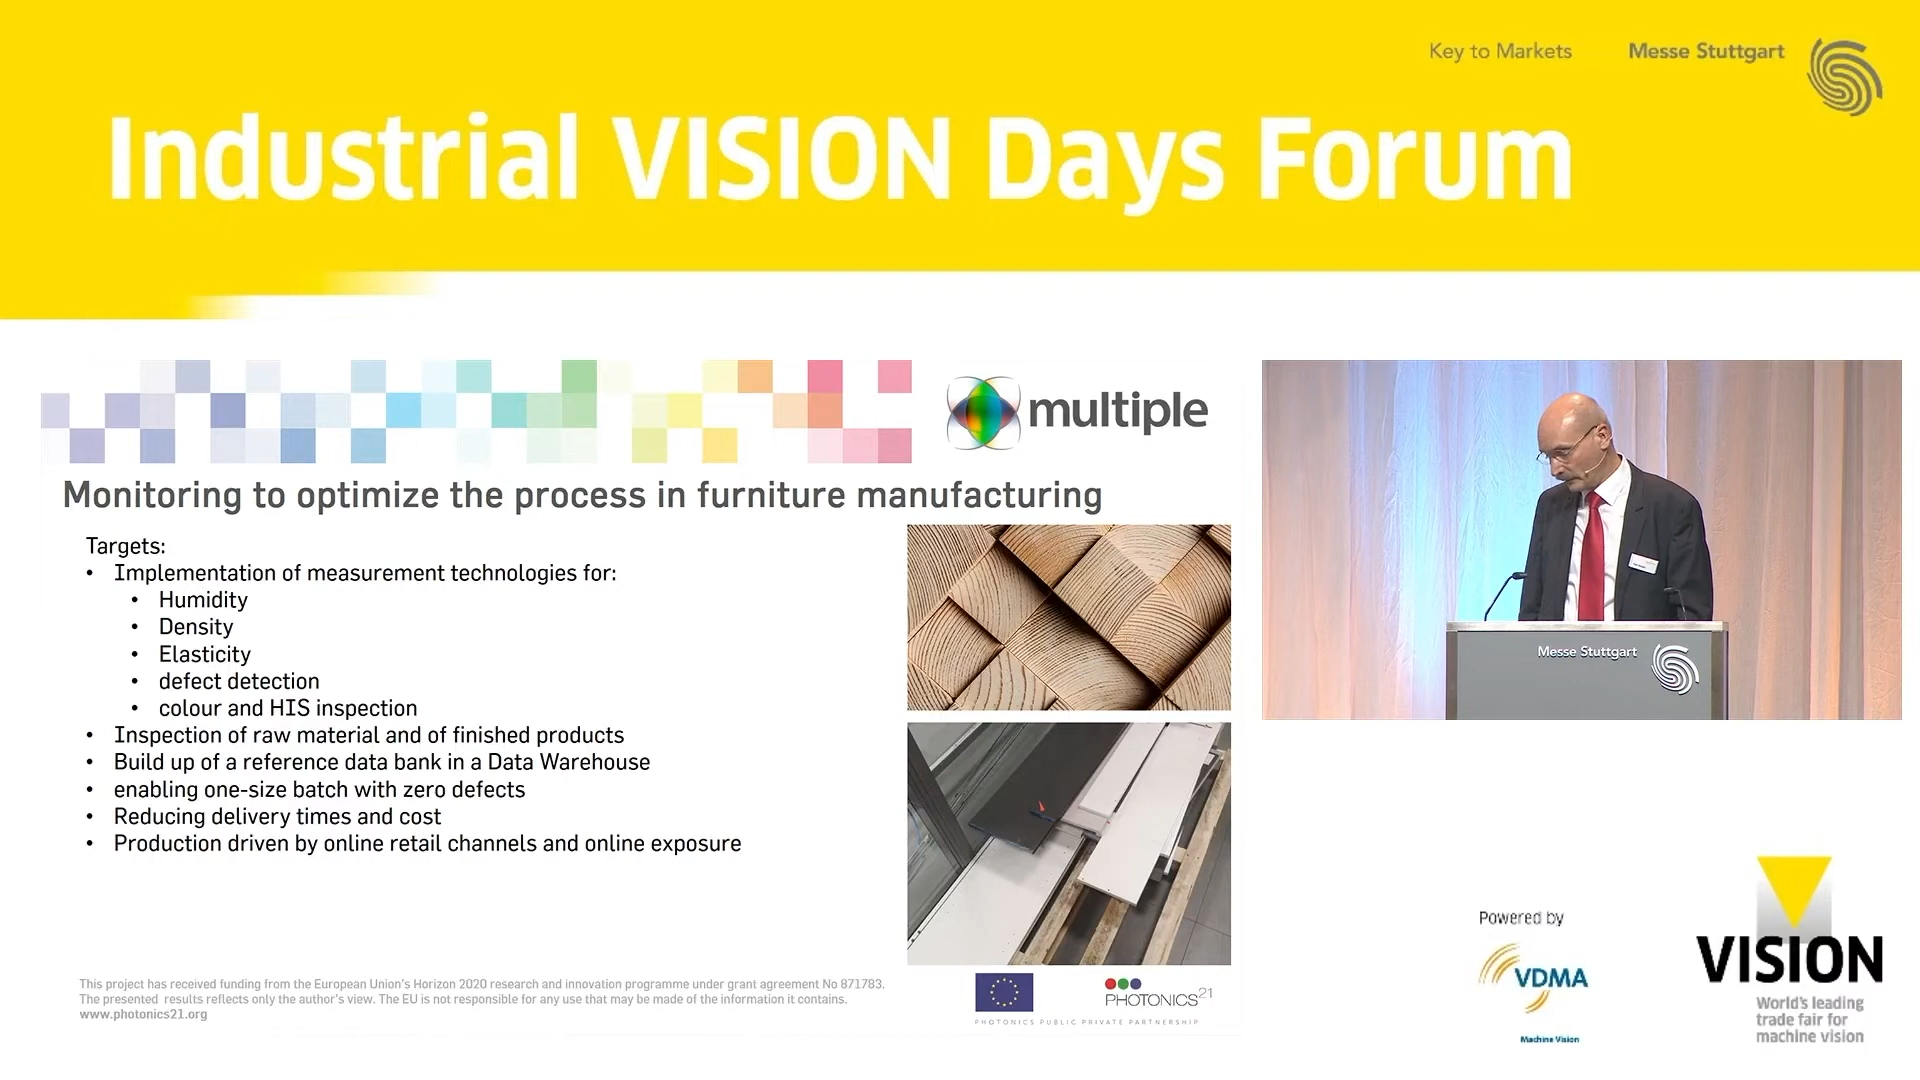 Key to Markets
Messe Stuttgart
Industrial VISION Days Forum
multiple
Monitoring to optimize the process in furniture manufacturing
Targets:
• Implementation of measurement technologies for:
• Humidity
• Density
• Elasticity
• defect detection
• colour and HIS inspection
• Inspection of raw material and of finished products
• Build up of a reference data bank in a Data Warehouse
• enabling one-size batch with zero defects
• Reducing delivery times and cost
• Production driven by online retail channels and online exposure
This project has received funding from the European Union's Horizon 2020 research and innovation programme under grant agreement No 871783.
The presented results reflects only the author's view. The EU is not responsible for any use that may be made of the information it contains.
www.photonics21.org
PHOTONICS21
PHOTONICS PUBLIC PRIVATE PARTNERSHIP
Messe Stuttgart
Powered by
VDMA
Machine Vision
VISION
World's leading
trade fair for
machine vision